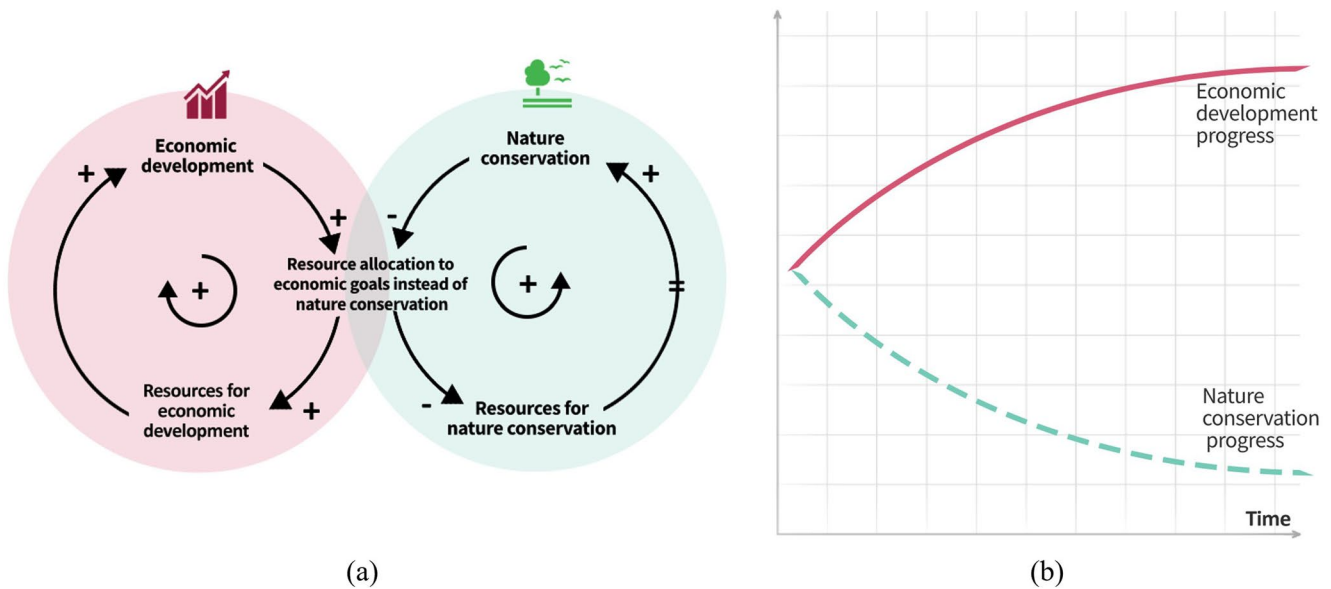 Economic
development
Nature
conservation
+
+
-
+
Resource allocation to
economic goals instead of
nature conservation
+
+
=
Resources for
economic
development
+
-
Resources for
nature conservation
(a)
Economic
development
progress
Nature
conservation
progress
Time
(b)